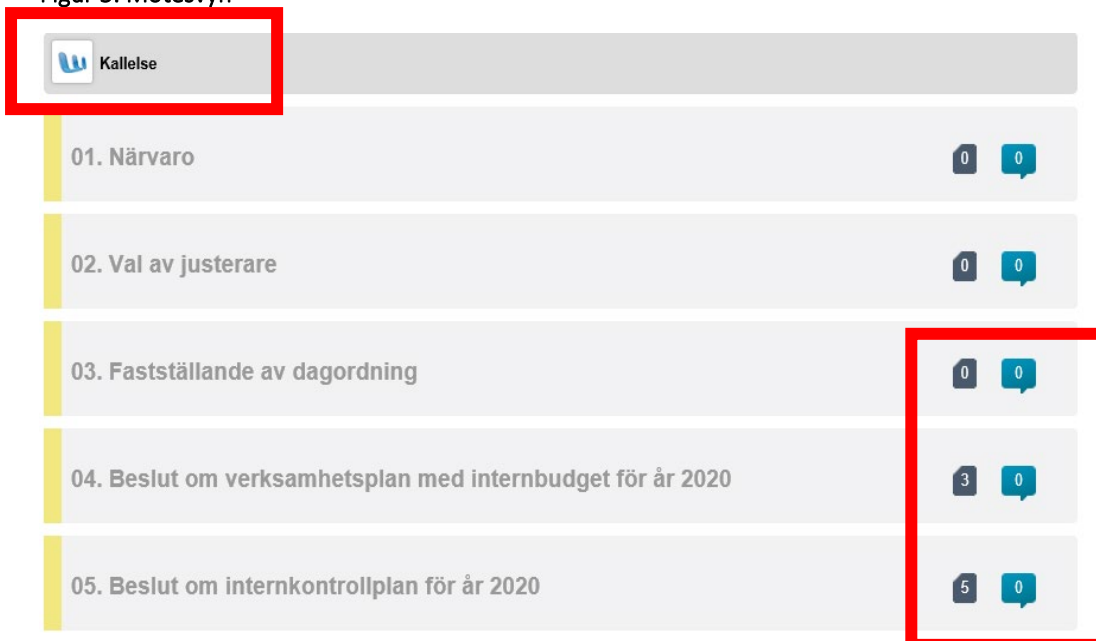 Kallelse
01. Närvaro 0 0
02. Val av justerare 0 0
03. Fastställande av dagordning 0 0
04. Beslut om verksamhetsplan med internbudget för år 2020 3 0
05. Beslut om internkontrollplan för år 2020 5 0